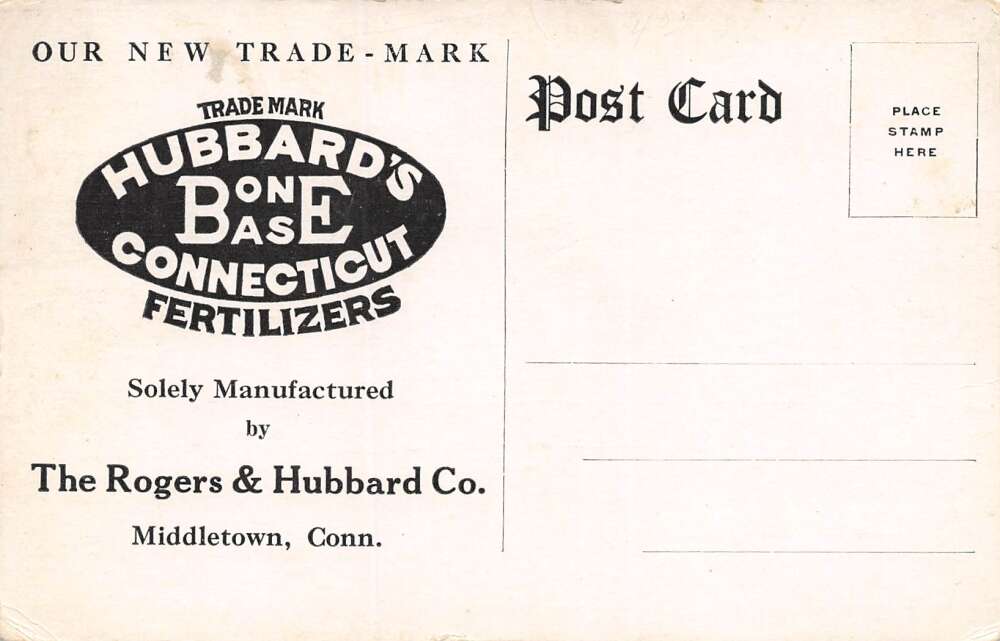 OUR NEW TRADE-MARK
TRADE MARK
HUBBARD'S
BONE
BASE
CONNECTICUT
FERTILIZERS
Solely Manufactured
by
The Rogers & Hubbard Co.
Middletown, Conn.
Post Card
PLACE
STAMP
HERE